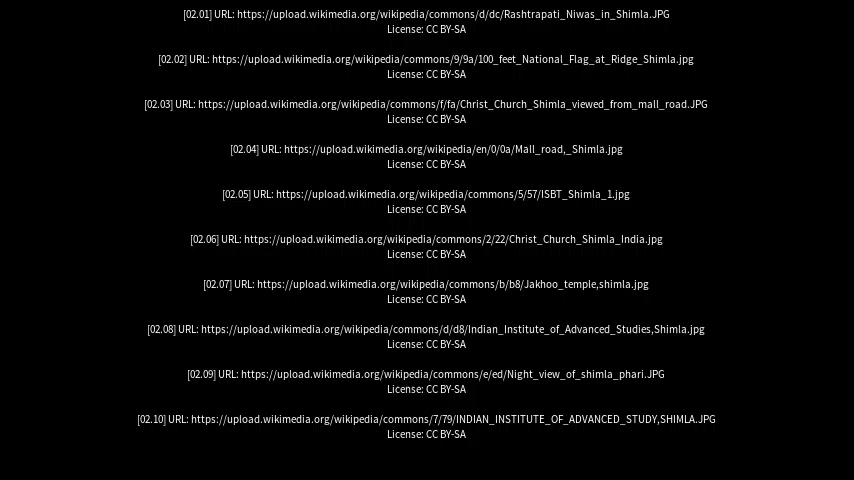 [02.01] URL: https://upload.wikimedia.org/wikipedia/commons/d/dc/Rashtrapati_Niwas_in_Shimla.JPG
License: CC BY-SA
[02.02] URL: https://upload.wikimedia.org/wikipedia/commons/9/9a/100_feet_National_Flag_at_Ridge_Shimla.jpg
License: CC BY-SA
[02.03] URL: https://upload.wikimedia.org/wikipedia/commons/f/fa/Christ_Church_Shimla_viewed_from_mall_road.JPG
License: CC BY-SA
[02.04] URL: https://upload.wikimedia.org/wikipedia/en/0/0a/Mall_road,_Shimla.jpg
License: CC BY-SA
[02.05] URL: https://upload.wikimedia.org/wikipedia/commons/5/57/ISBT_Shimla_1.jpg
License: CC BY-SA
[02.06] URL: https://upload.wikimedia.org/wikipedia/commons/2/22/Christ_Church_Shimla_India.jpg
License: CC BY-SA
[02.07] URL: https://upload.wikimedia.org/wikipedia/commons/b/b8/Jakhoo_temple,shimla.jpg
License: CC BY-SA
[02.08] URL: https://upload.wikimedia.org/wikipedia/commons/d/d8/Indian_Institute_of_Advanced_Studies,Shimla.jpg
License: CC BY-SA
[02.09] URL: https://upload.wikimedia.org/wikipedia/commons/e/ed/Night_view_of_shimla_phari.JPG
License: CC BY-SA
[02.10] URL: https://upload.wikimedia.org/wikipedia/commons/7/79/INDIAN_INSTITUTE_OF_ADVANCED_STUDY,SHIMLA.JPG
License: CC BY-SA